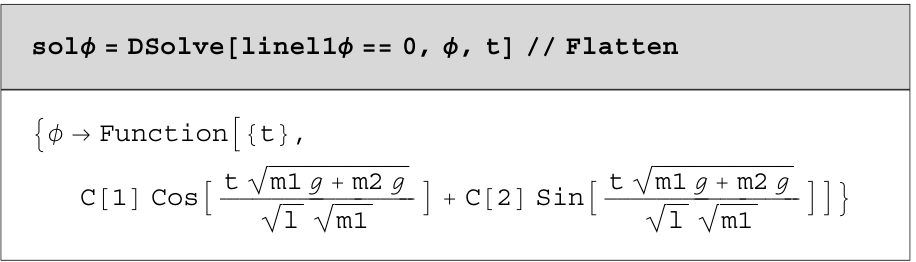 solϕ = DSolve[linel1ϕ == 0, ϕ, t] // Flatten
{ϕ → Function[{t},
C[1] Cos[(t √(m1 g + m2 g))/(√l √m1)] + C[2] Sin[(t √(m1 g + m2 g))/(√l √m1)]]}